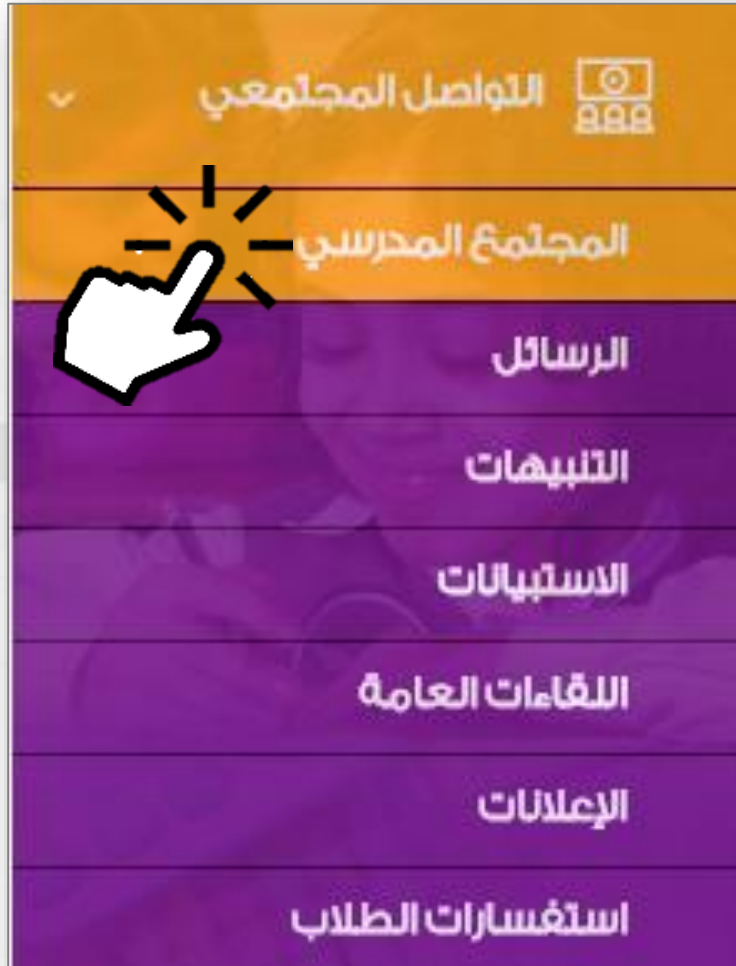 التواصل المجتمعي
المجتمع المدرسي
الرسائل
التنبيهات
الاستبيانات
اللقاءات العامة
الإعلانات
استفسارات الطلاب